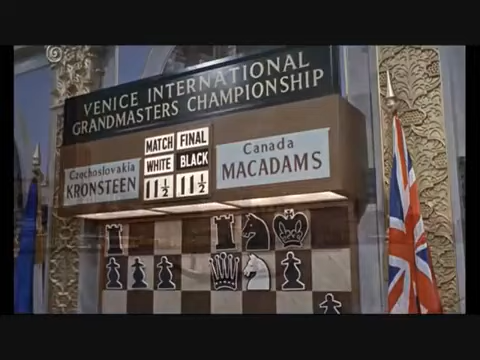 VENICE INTERNATIONAL
GRANDMASTERS CHAMPIONSHIP
MATCH FINAL
WHITE BLACK
11½ 11½
Czechoslovakia
KRONSTEEN
Canada
MACADAMS